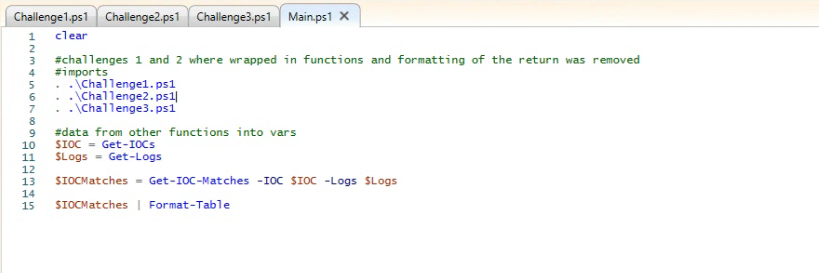 Challenge1.ps1 Challenge2.ps1 Challenge3.ps1 Main.ps1 X
1 clear
2
3 #challenges 1 and 2 where wrapped in functions and formatting of the return was removed
4 #imports
5 . .\Challenge1.ps1
6 . .\Challenge2.ps1
7 . .\Challenge3.ps1
8
9 #data from other functions into vars
10 $IOC = Get-IOCs
11 $Logs = Get-Logs
12
13 $IOCMatches = Get-IOC-Matches -IOC $IOC -Logs $Logs
14
15 $IOCMatches | Format-Table